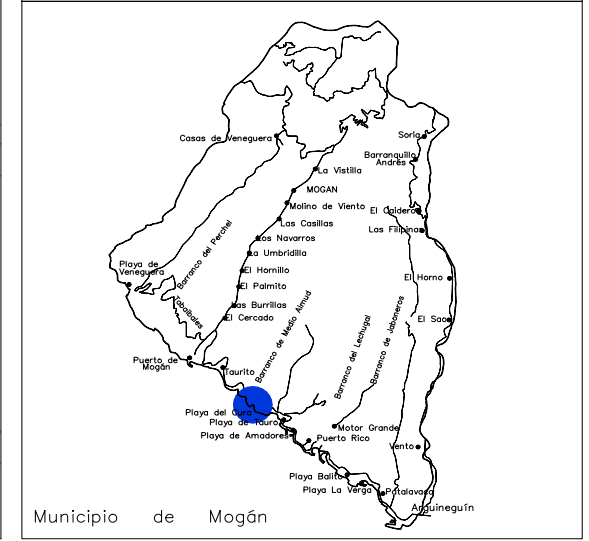 Casas de Veneguera
Soria
Barranquillo
Andrés
La Vistilla
MOGAN
Molino de Viento
El Caidero
Las Casillas
Las Filipinas
Los Navarros
La Umbridilla
Playa de
Veneguera
Barranco del Perchel
El Hornillo
El Horno
El Palmito
Tabaibales
Las Burrillas
El Cercado
El Sao
Barranco de Medio Almud
Barranco del Lechugal
Barranco de Jabaneros
Puerto de
Mogán
Taurito
Playa del Cura
Playa de Tauro
Motor Grande
Playa de Amadores
Puerto Rico
Vento
Playa Balito
Playa La Verga
Patalavaca
Arguineguín
Municipio de Mogán